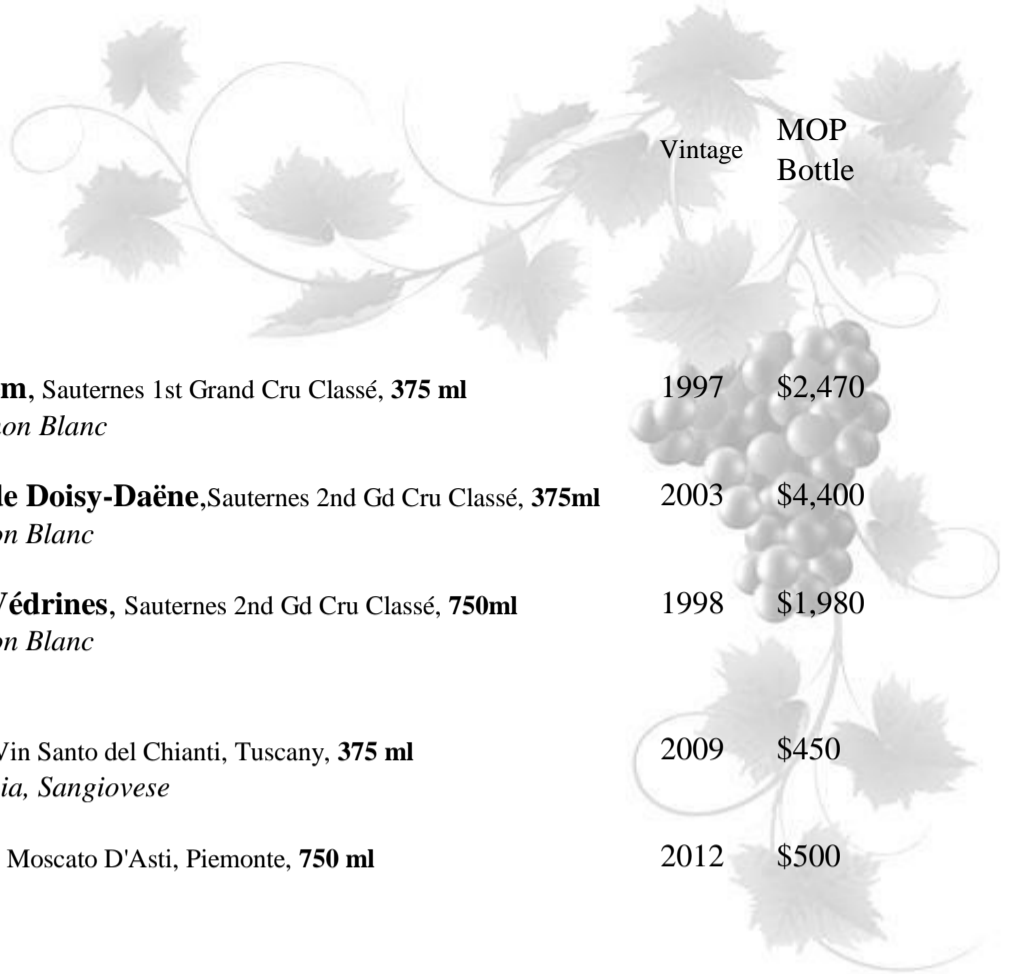 Vintage MOP
Bottle
m, Sauternes 1st Grand Cru Classé, 375 ml 1997 $2,470
on Blanc
de Doisy-Daëne,Sauternes 2nd Gd Cru Classé, 375ml 2003 $4,400
on Blanc
Védrines, Sauternes 2nd Gd Cru Classé, 750ml 1998 $1,980
on Blanc
Vin Santo del Chianti, Tuscany, 375 ml 2009 $450
ia, Sangiovese
Moscato D'Asti, Piemonte, 750 ml 2012 $500